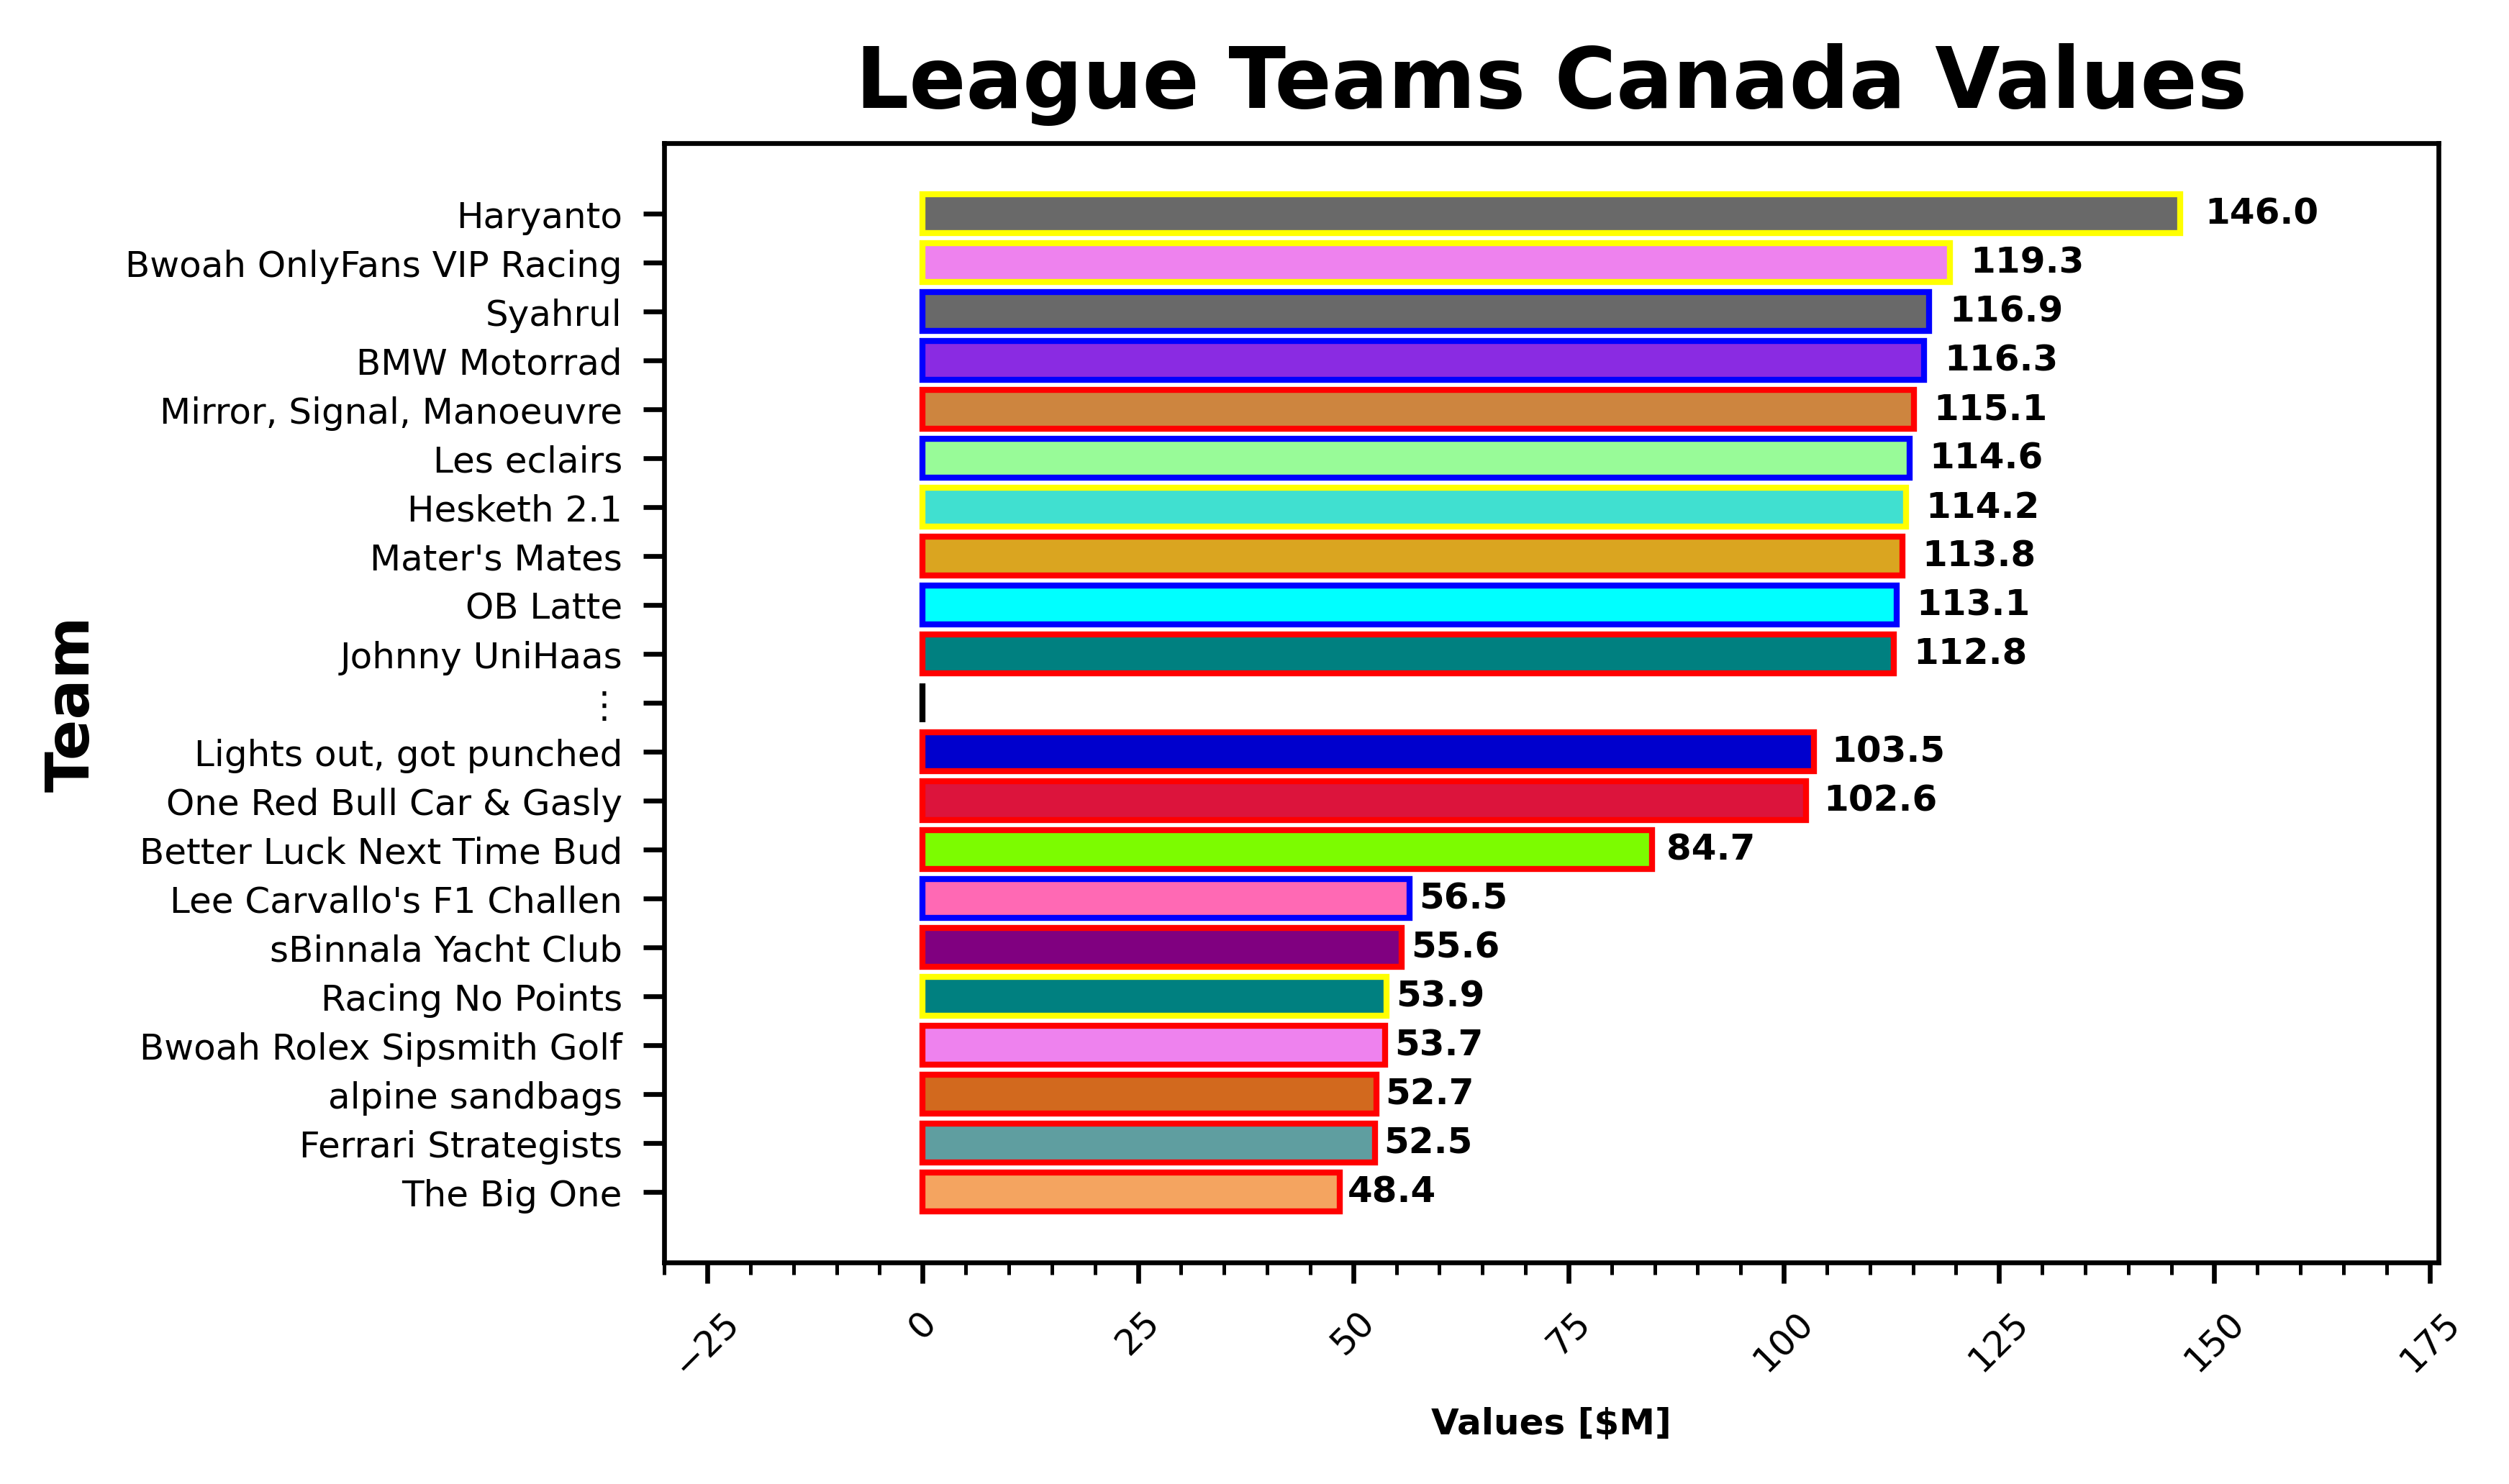 League Teams Canada Values
Team
Haryanto 146.0
Bwoah OnlyFans VIP Racing 119.3
Syahrul 116.9
BMW Motorrad 116.3
Mirror, Signal, Manoeuvre 115.1
Les eclairs 114.6
Hesketh 2.1 114.2
Mater's Mates 113.8
OB Latte 113.1
Johnny UniHaas 112.8
⋮
Lights out, got punched 103.5
One Red Bull Car & Gasly 102.6
Better Luck Next Time Bud 84.7
Lee Carvallo's F1 Challen 56.5
sBinnala Yacht Club 55.6
Racing No Points 53.9
Bwoah Rolex Sipsmith Golf 53.7
alpine sandbags 52.7
Ferrari Strategists 52.5
The Big One 48.4
−25 0 25 50 75 100 125 150 175
Values [$M]